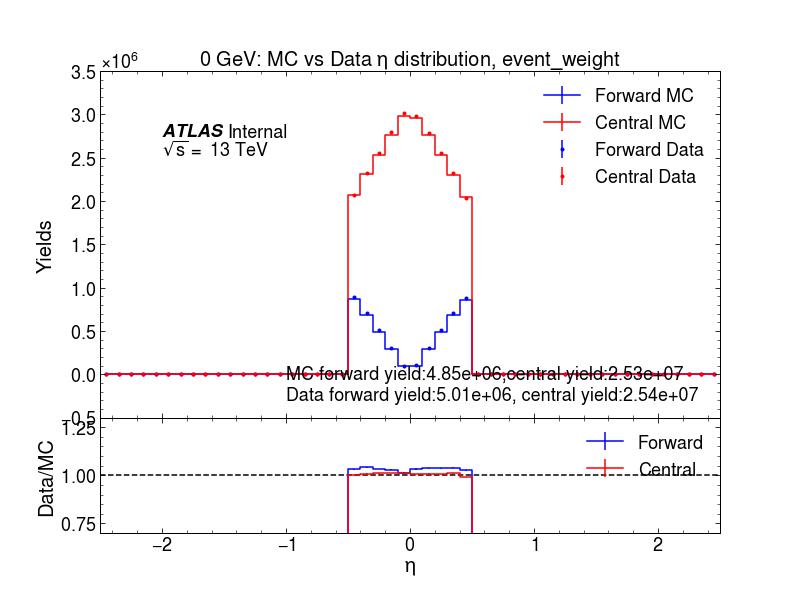 0 GeV: MC vs Data η distribution, event_weight
×10⁶
3.5
3.0
2.5
2.0
1.5
1.0
0.5
0.0
−0.5
Yields
ATLAS Internal
√s = 13 TeV
Forward MC
Central MC
Forward Data
Central Data
MC forward yield:4.85e+06,central yield:2.53e+07
Data forward yield:5.01e+06, central yield:2.54e+07
1.25
1.00
0.75
Data/MC
Forward
Central
−2
−1
0
1
2
η